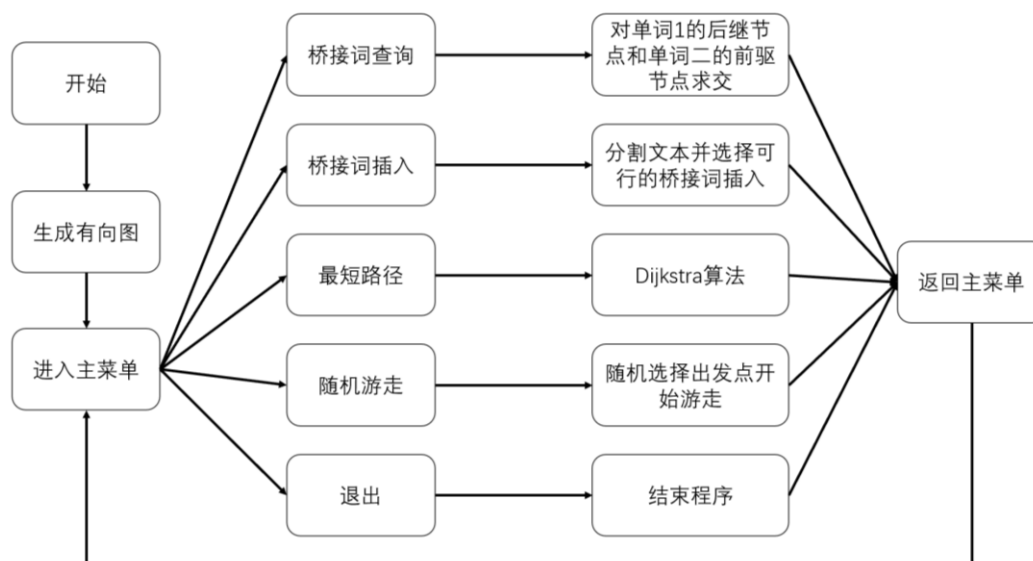 开始
生成有向图
进入主菜单
桥接词查询
桥接词插入
最短路径
随机游走
退出
对单词1的后继节
点和单词二的前驱
节点求交
分割文本并选择可
行的桥接词插入
Dijkstra算法
随机选择出发点开
始游走
结束程序
返回主菜单